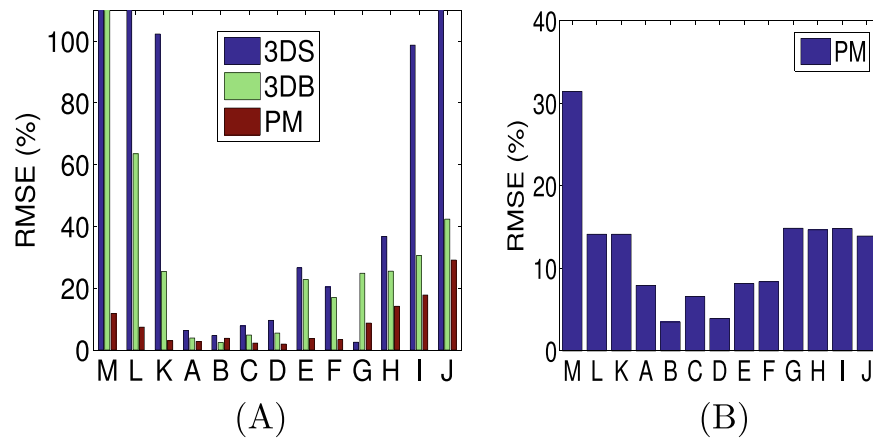 RMSE (%)
100
80
60
40
20
0
3DS
3DB
PM
M L K A B C D E F G H I J
(A)
RMSE (%)
40
30
20
10
0
PM
M L K A B C D E F G H I J
(B)